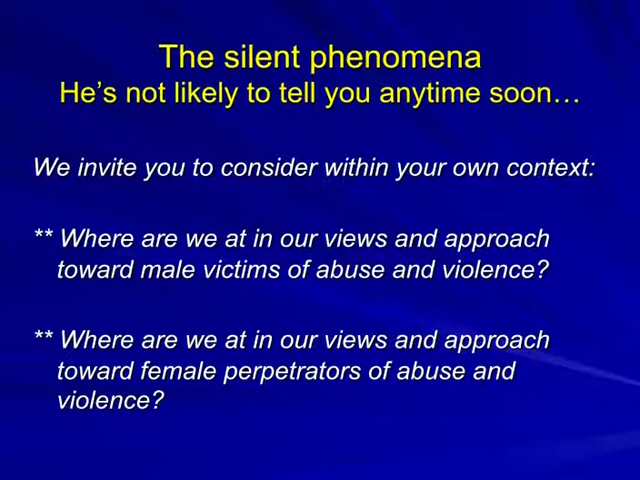 The silent phenomena
He's not likely to tell you anytime soon…
We invite you to consider within your own context:
** Where are we at in our views and approach
toward male victims of abuse and violence?
** Where are we at in our views and approach
toward female perpetrators of abuse and
violence?